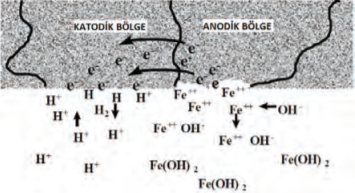 KATODİK BÖLGE ANODİK BÖLGE
e⁻
e⁻
e⁻ e⁻
e⁻ e⁻ e⁻ e⁻
H⁺ H H H⁺ Fe⁺⁺ Fe⁺⁺
H⁺ H₂ Fe⁺⁺ Fe⁺⁺ OH⁻
H⁺ H⁺ Fe⁺⁺ OH⁻ Fe⁺⁺ OH⁻
H⁺ H⁺ Fe(OH)₂ Fe(OH)₂
Fe(OH)₂